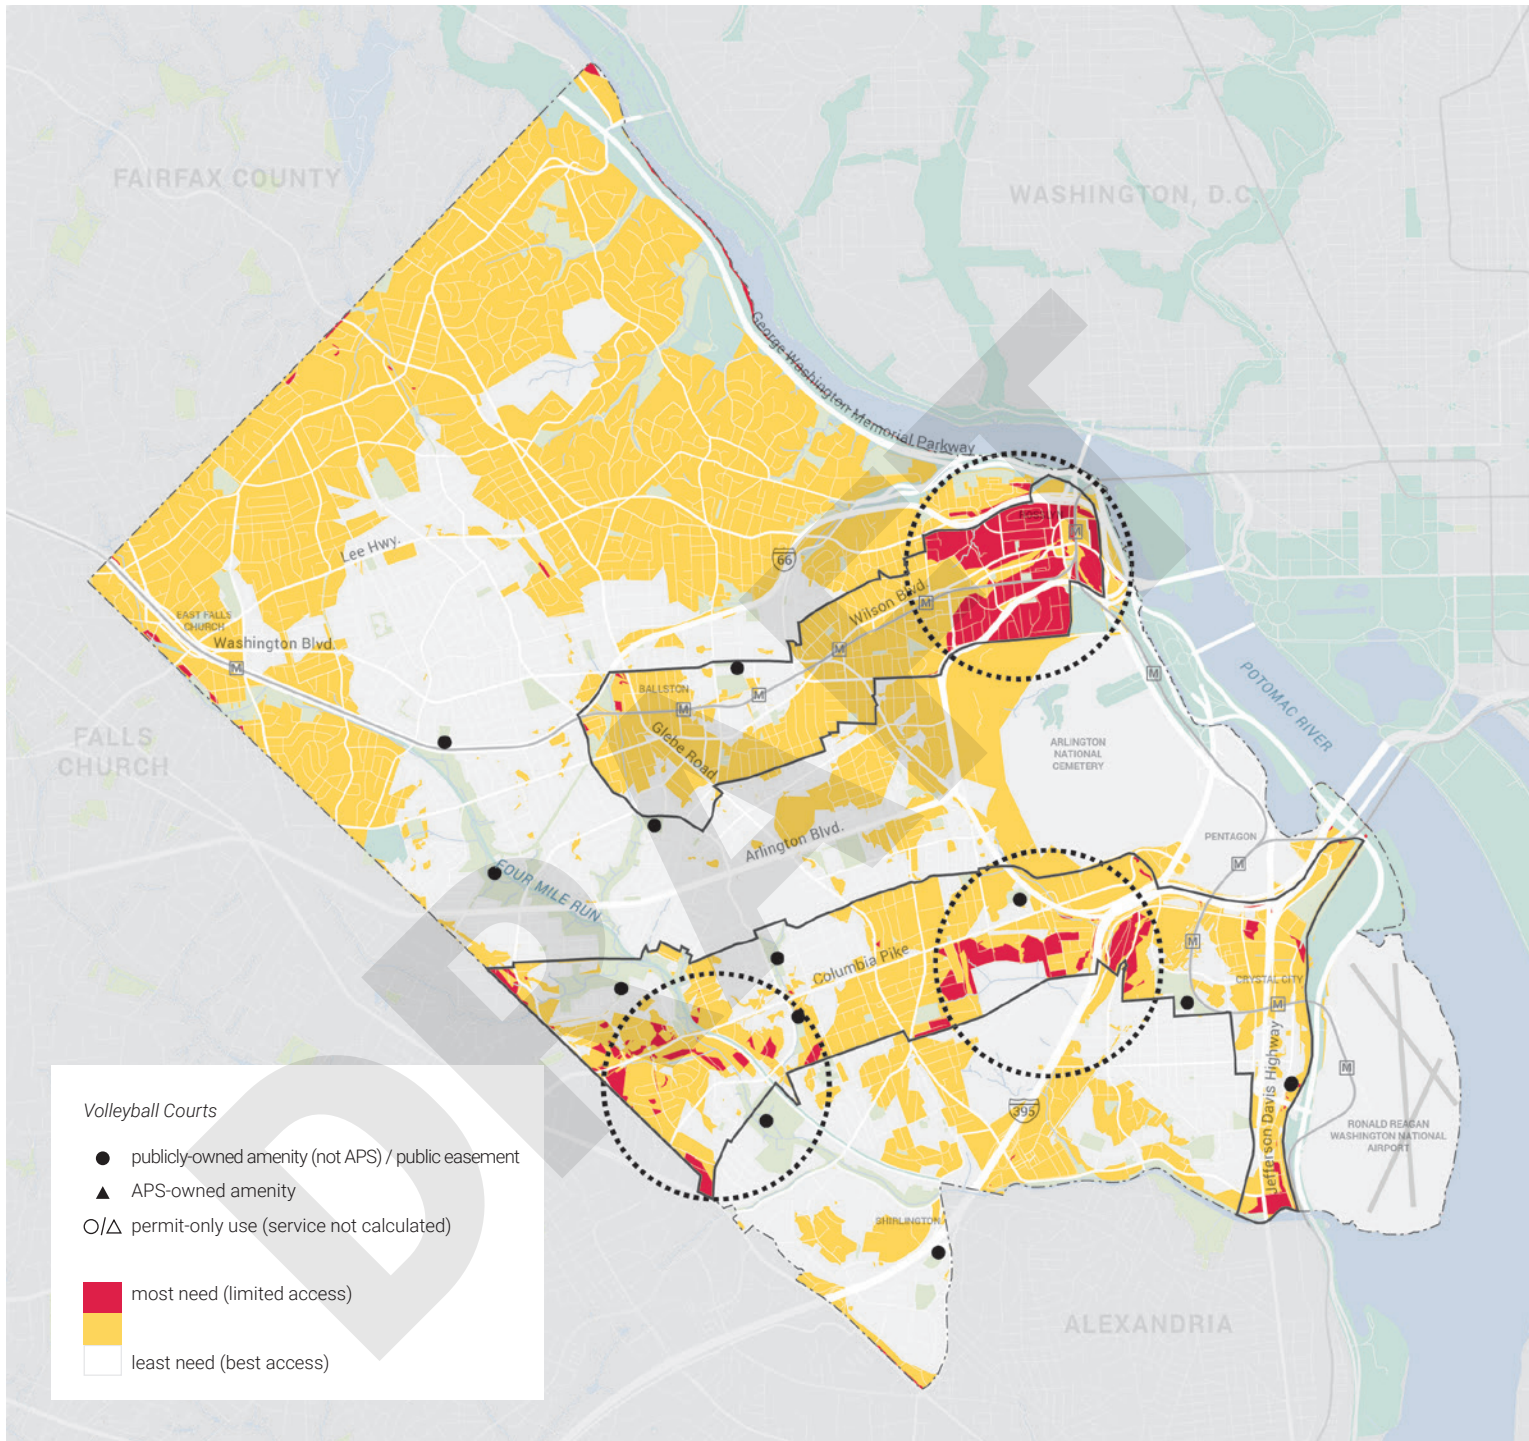 FAIRFAX COUNTY
WASHINGTON, D.C.
George Washington Memorial Parkway
Lee Hwy.
66
EAST FALLS
CHURCH
Washington Blvd.
M
Wilson Blvd.
M
M
M
M
BALLSTON
M
M
Glebe Road
POTOMAC RIVER
FALLS
CHURCH
ARLINGTON
NATIONAL
CEMETERY
Arlington Blvd.
PENTAGON
M
FOUR MILE RUN
Columbia Pike
M
CRYSTAL CITY
M
Jefferson Davis Highway
M
395
RONALD REAGAN
WASHINGTON NATIONAL
AIRPORT
SHIRLINGTON
ALEXANDRIA
DRAFT
Volleyball Courts
publicly-owned amenity (not APS) / public easement
APS-owned amenity
permit-only use (service not calculated)
most need (limited access)
least need (best access)